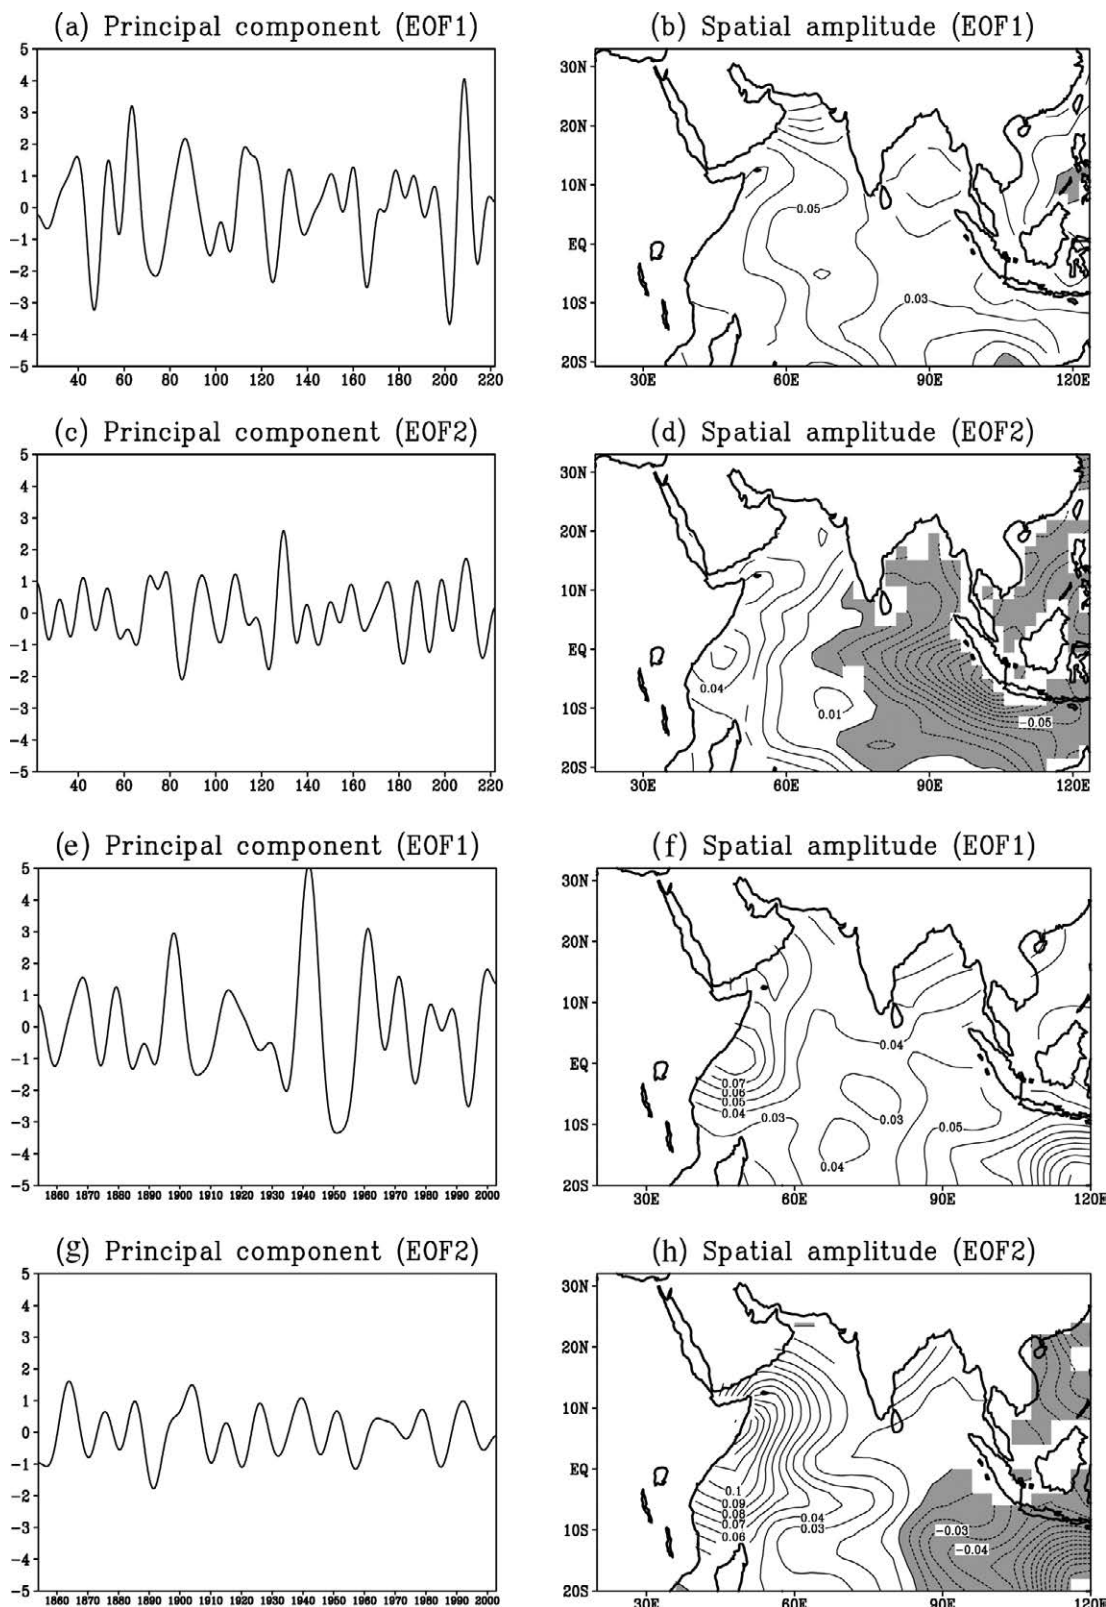 (a) Principal component (EOF1)
5
4
3
2
1
0
−1
−2
−3
−4
−5
40 60 80 100 120 140 160 180 200 220
(b) Spatial amplitude (EOF1)
30N
20N
10N
EQ
10S
20S
0.05
0.03
30E 60E 90E 120E
(c) Principal component (EOF2)
5
4
3
2
1
0
−1
−2
−3
−4
−5
40 60 80 100 120 140 160 180 200 220
(d) Spatial amplitude (EOF2)
30N
20N
10N
EQ
10S
20S
0.04
0.01
−0.05
30E 60E 90E 120E
(e) Principal component (EOF1)
5
4
3
2
1
0
−1
−2
−3
−4
−5
1860 1870 1880 1890 1900 1910 1920 1930 1940 1950 1960 1970 1980 1990 2000
(f) Spatial amplitude (EOF1)
30N
20N
10N
EQ
10S
20S
0.04
0.07
0.06
0.05
0.04
0.03
0.03
0.05
0.04
30E 60E 90E 120E
(g) Principal component (EOF2)
5
4
3
2
1
0
−1
−2
−3
−4
−5
1860 1870 1880 1890 1900 1910 1920 1930 1940 1950 1960 1970 1980 1990 2000
(h) Spatial amplitude (EOF2)
30N
20N
10N
EQ
10S
20S
0.1
0.09
0.08
0.07
0.06
0.04
0.03
−0.03
−0.04
30E 60E 90E 120E